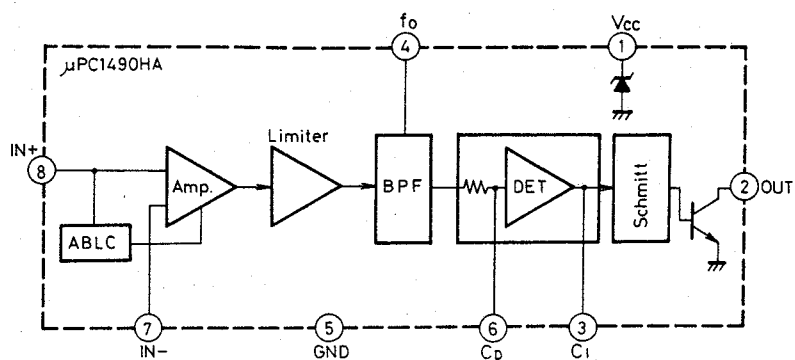 fo
Vcc
4
1
μPC1490HA
Limiter
IN+
8
Amp.
BPF
DET
Schmitt
2
OUT
ABLC
7
5
6
3
IN-
GND
CD
CI